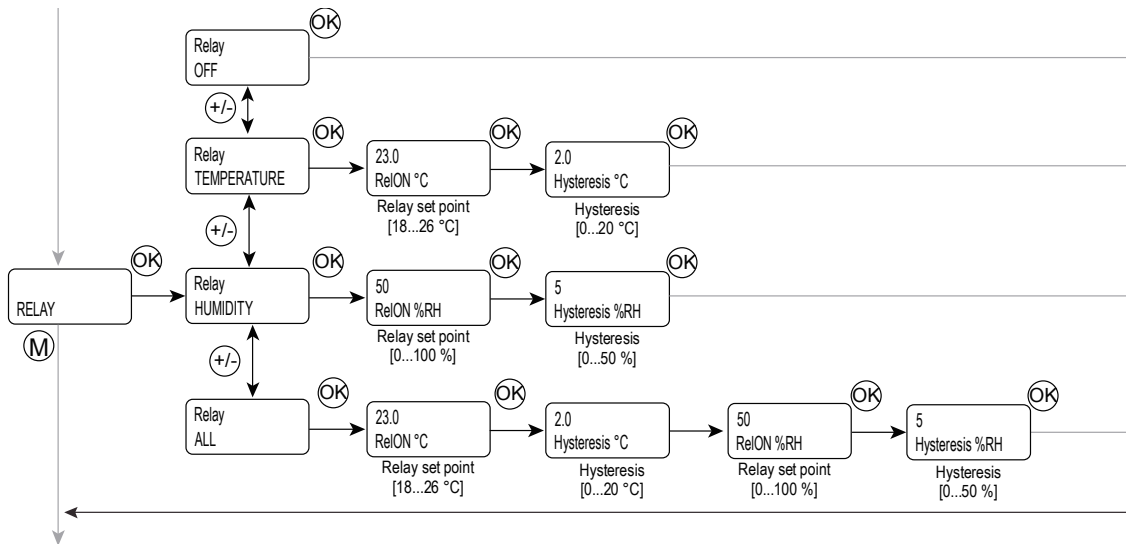 OK
Relay
OFF
+/-
OK
OK
OK
Relay
TEMPERATURE
23.0
RelON °C
2.0
Hysteresis °C
Relay set point
[18...26 °C]
Hysteresis
[0...20 °C]
+/-
OK
OK
OK
OK
RELAY
Relay
HUMIDITY
50
RelON %RH
5
Hysteresis %RH
M
Relay set point
[0...100 %]
Hysteresis
[0...50 %]
+/-
OK
OK
OK
OK
Relay
ALL
23.0
RelON °C
2.0
Hysteresis °C
50
RelON %RH
5
Hysteresis %RH
Relay set point
[18...26 °C]
Hysteresis
[0...20 °C]
Relay set point
[0...100 %]
Hysteresis
[0...50 %]